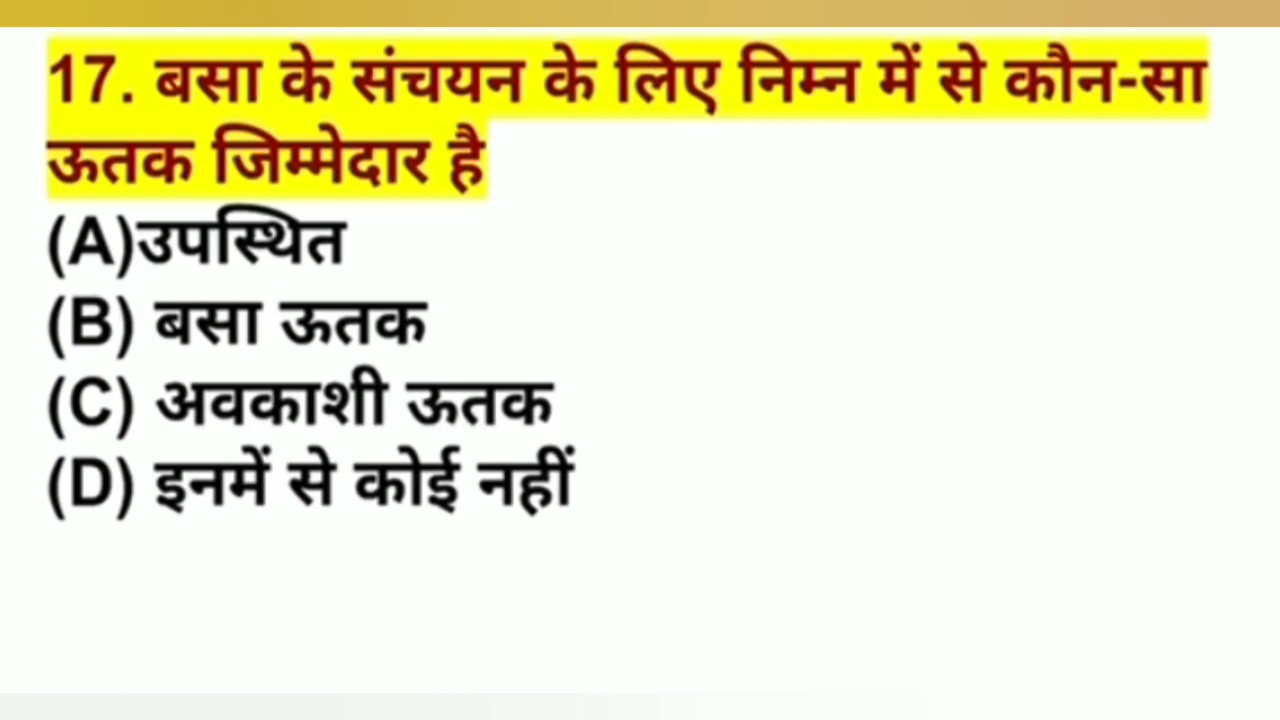 17. बसा के संचयन के लिए निम्न में से कौन-सा
ऊतक जिम्मेदार है
(A)उपस्थित
(B) बसा ऊतक
(C) अवकाशी ऊतक
(D) इनमें से कोई नहीं